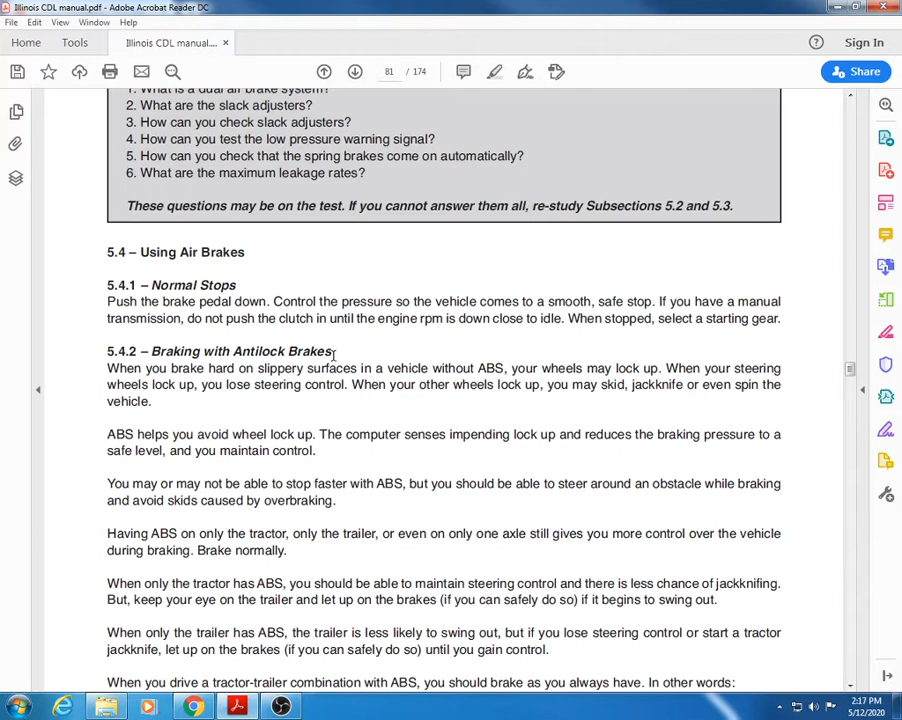 Illinois CDL manual.pdf - Adobe Acrobat Reader DC
File Edit View Window Help
Home Tools Illinois CDL manual.... × ? Sign In
81 / 174 Share
1. What is a dual air brake system?
2. What are the slack adjusters?
3. How can you check slack adjusters?
4. How can you test the low pressure warning signal?
5. How can you check that the spring brakes come on automatically?
6. What are the maximum leakage rates?
These questions may be on the test. If you cannot answer them all, re-study Subsections 5.2 and 5.3.
5.4 – Using Air Brakes
5.4.1 – Normal Stops
Push the brake pedal down. Control the pressure so the vehicle comes to a smooth, safe stop. If you have a manual
transmission, do not push the clutch in until the engine rpm is down close to idle. When stopped, select a starting gear.
5.4.2 – Braking with Antilock Brakes
When you brake hard on slippery surfaces in a vehicle without ABS, your wheels may lock up. When your steering
wheels lock up, you lose steering control. When your other wheels lock up, you may skid, jackknife or even spin the
vehicle.
ABS helps you avoid wheel lock up. The computer senses impending lock up and reduces the braking pressure to a
safe level, and you maintain control.
You may or may not be able to stop faster with ABS, but you should be able to steer around an obstacle while braking
and avoid skids caused by overbraking.
Having ABS on only the tractor, only the trailer, or even on only one axle still gives you more control over the vehicle
during braking. Brake normally.
When only the tractor has ABS, you should be able to maintain steering control and there is less chance of jackknifing.
But, keep your eye on the trailer and let up on the brakes (if you can safely do so) if it begins to swing out.
When only the trailer has ABS, the trailer is less likely to swing out, but if you lose steering control or start a tractor
jackknife, let up on the brakes (if you can safely do so) until you gain control.
When you drive a tractor-trailer combination with ABS, you should brake as you always have. In other words:
2:17 PM
5/12/2020